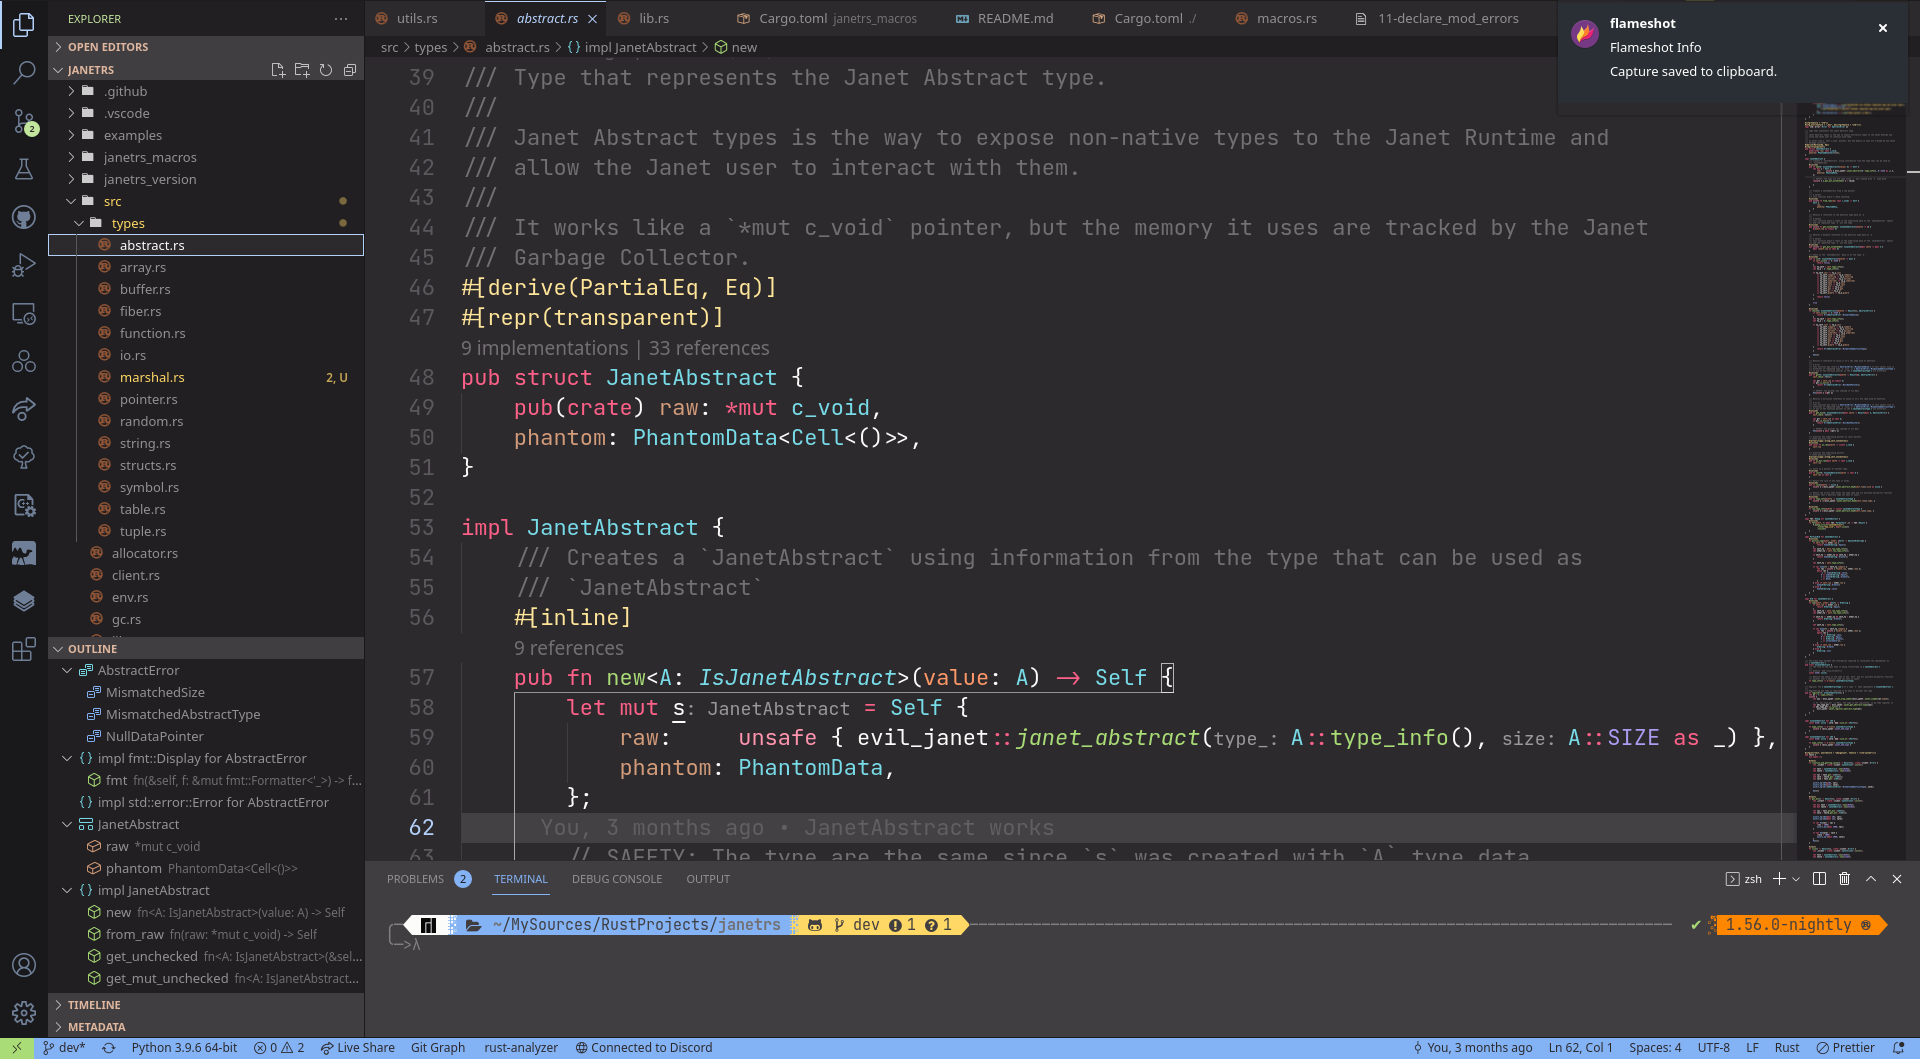 EXPLORER
OPEN EDITORS
JANETRS
.github
.vscode
examples
janetrs_macros
janetrs_version
src
types
abstract.rs
array.rs
buffer.rs
fiber.rs
function.rs
io.rs
marshal.rs 2, U
pointer.rs
random.rs
string.rs
structs.rs
symbol.rs
table.rs
tuple.rs
allocator.rs
client.rs
env.rs
gc.rs
OUTLINE
AbstractError
MismatchedSize
MismatchedAbstractType
NullDataPointer
impl fmt::Display for AbstractError
fmt fn(&self, f: &mut fmt::Formatter<'_>) -> f...
impl std::error::Error for AbstractError
JanetAbstract
raw *mut c_void
phantom PhantomData<Cell<()>>
impl JanetAbstract
new fn<A: IsJanetAbstract>(value: A) -> Self
from_raw fn(raw: *mut c_void) -> Self
get_unchecked fn<A: IsJanetAbstract>(&sel...
get_mut_unchecked fn<A: IsJanetAbstract...
TIMELINE
METADATA
utils.rs abstract.rs lib.rs Cargo.toml janetrs_macros README.md Cargo.toml ./ macros.rs 11-declare_mod_errors
src > types > abstract.rs > {} impl JanetAbstract > new
flameshot
Flameshot Info
Capture saved to clipboard.
39 /// Type that represents the Janet Abstract type.
40 ///
41 /// Janet Abstract types is the way to expose non-native types to the Janet Runtime and
42 /// allow the Janet user to interact with them.
43 ///
44 /// It works like a `*mut c_void` pointer, but the memory it uses are tracked by the Janet
45 /// Garbage Collector.
46 #[derive(PartialEq, Eq)]
47 #[repr(transparent)]
9 implementations | 33 references
48 pub struct JanetAbstract {
49 pub(crate) raw: *mut c_void,
50 phantom: PhantomData<Cell<()>>,
51 }
52
53 impl JanetAbstract {
54 /// Creates a `JanetAbstract` using information from the type that can be used as
55 /// `JanetAbstract`
56 #[inline]
9 references
57 pub fn new<A: IsJanetAbstract>(value: A) -> Self {
58 let mut s: JanetAbstract = Self {
59 raw: unsafe { evil_janet::janet_abstract(type_: A::type_info(), size: A::SIZE as _) },
60 phantom: PhantomData,
61 };
62 You, 3 months ago • JanetAbstract works
63 // SAFETY: The type are the same since `s` was created with `A` type data
PROBLEMS 2 TERMINAL DEBUG CONSOLE OUTPUT zsh
~/MySources/RustProjects/janetrs dev 1 ? 1 ✔ 1.56.0-nightly
>λ
2
dev* Python 3.9.6 64-bit 0 2 Live Share Git Graph rust-analyzer Connected to Discord You, 3 months ago Ln 62, Col 1 Spaces: 4 UTF-8 LF Rust Prettier